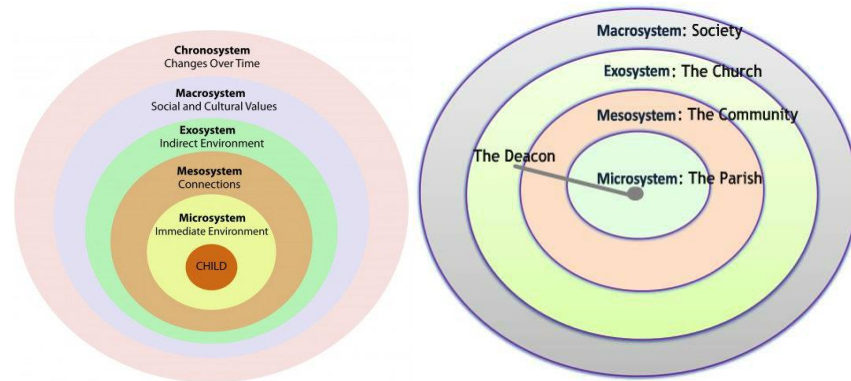 Chronosystem
Changes Over Time
Macrosystem
Social and Cultural Values
Exosystem
Indirect Environment
Mesosystem
Connections
Microsystem
Immediate Environment
CHILD
Macrosystem: Society
Exosystem: The Church
Mesosystem: The Community
The Deacon
Microsystem: The Parish